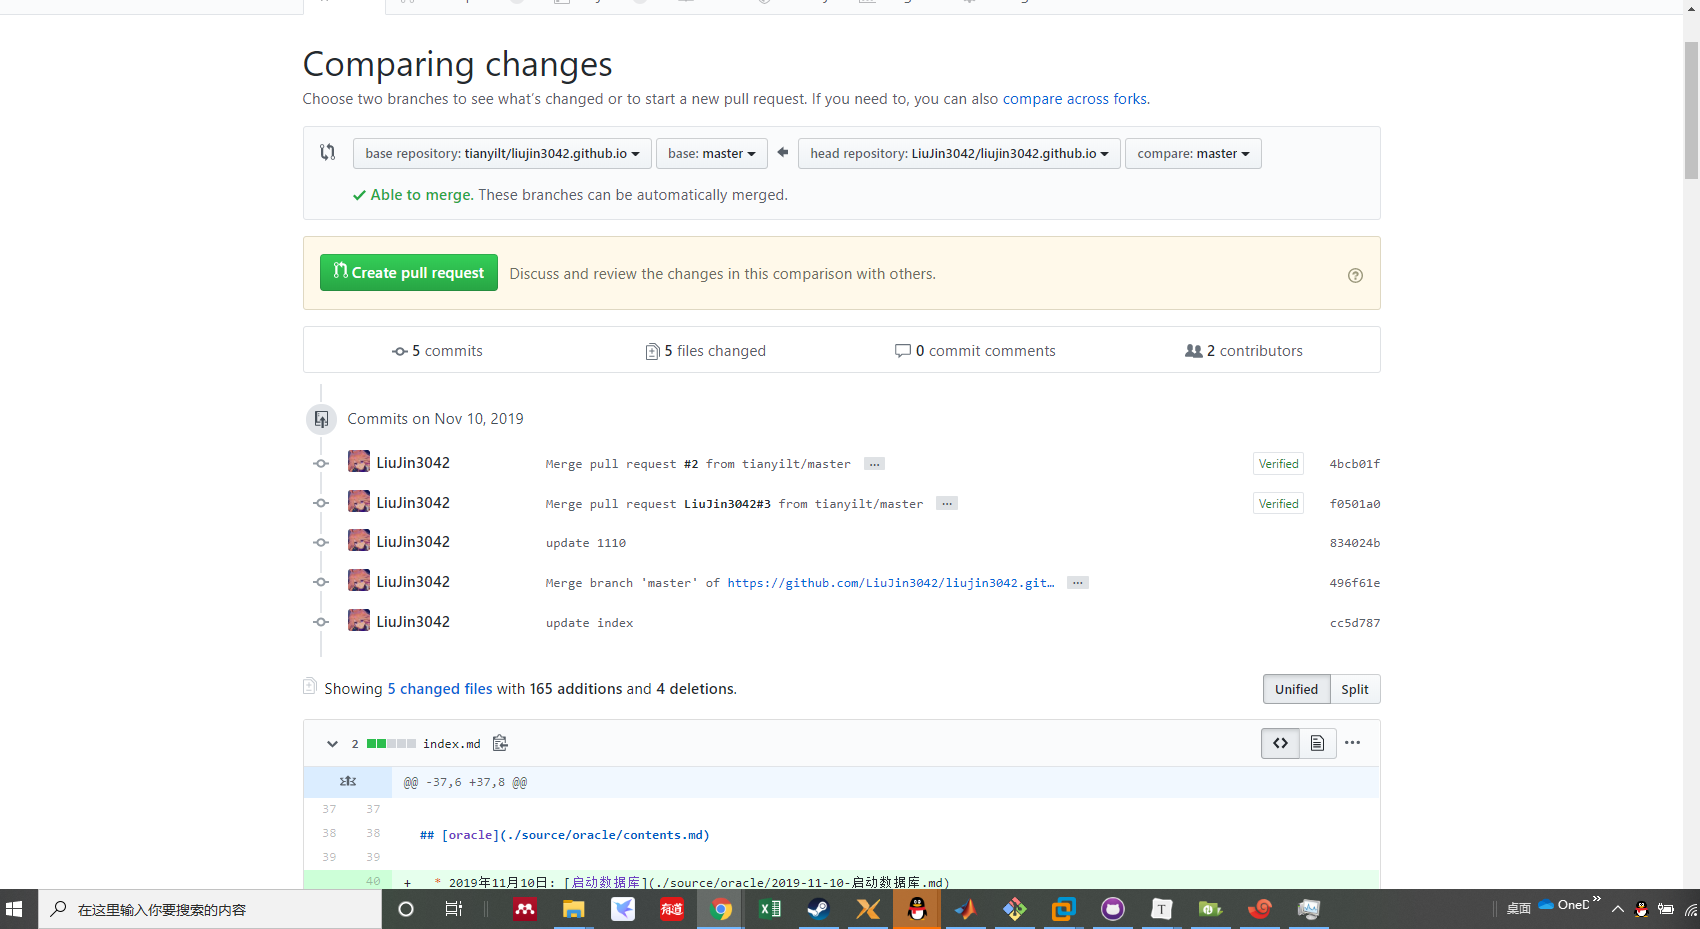 Comparing changes
Choose two branches to see what's changed or to start a new pull request. If you need to, you can also compare across forks.
base repository: tianyilt/liujin3042.github.io base: master head repository: LiuJin3042/liujin3042.github.io compare: master
Able to merge. These branches can be automatically merged.
Create pull request Discuss and review the changes in this comparison with others.
5 commits 5 files changed 0 commit comments 2 contributors
Commits on Nov 10, 2019
LiuJin3042 Merge pull request #2 from tianyilt/master … Verified 4bcb01f
LiuJin3042 Merge pull request LiuJin3042#3 from tianyilt/master … Verified f0501a0
LiuJin3042 update 1110 834024b
LiuJin3042 Merge branch 'master' of https://github.com/LiuJin3042/liujin3042.git… … 496f61e
LiuJin3042 update index cc5d787
Showing 5 changed files with 165 additions and 4 deletions. Unified Split
2 index.md
@@ -37,6 +37,8 @@
37 37
38 38 ## [oracle](./source/oracle/contents.md)
39 39
40 + * 2019年11月10日: [启动数据库](./source/oracle/2019-11-10-启动数据库.md)
在这里输入你要搜索的内容 有道 T 桌面 OneD